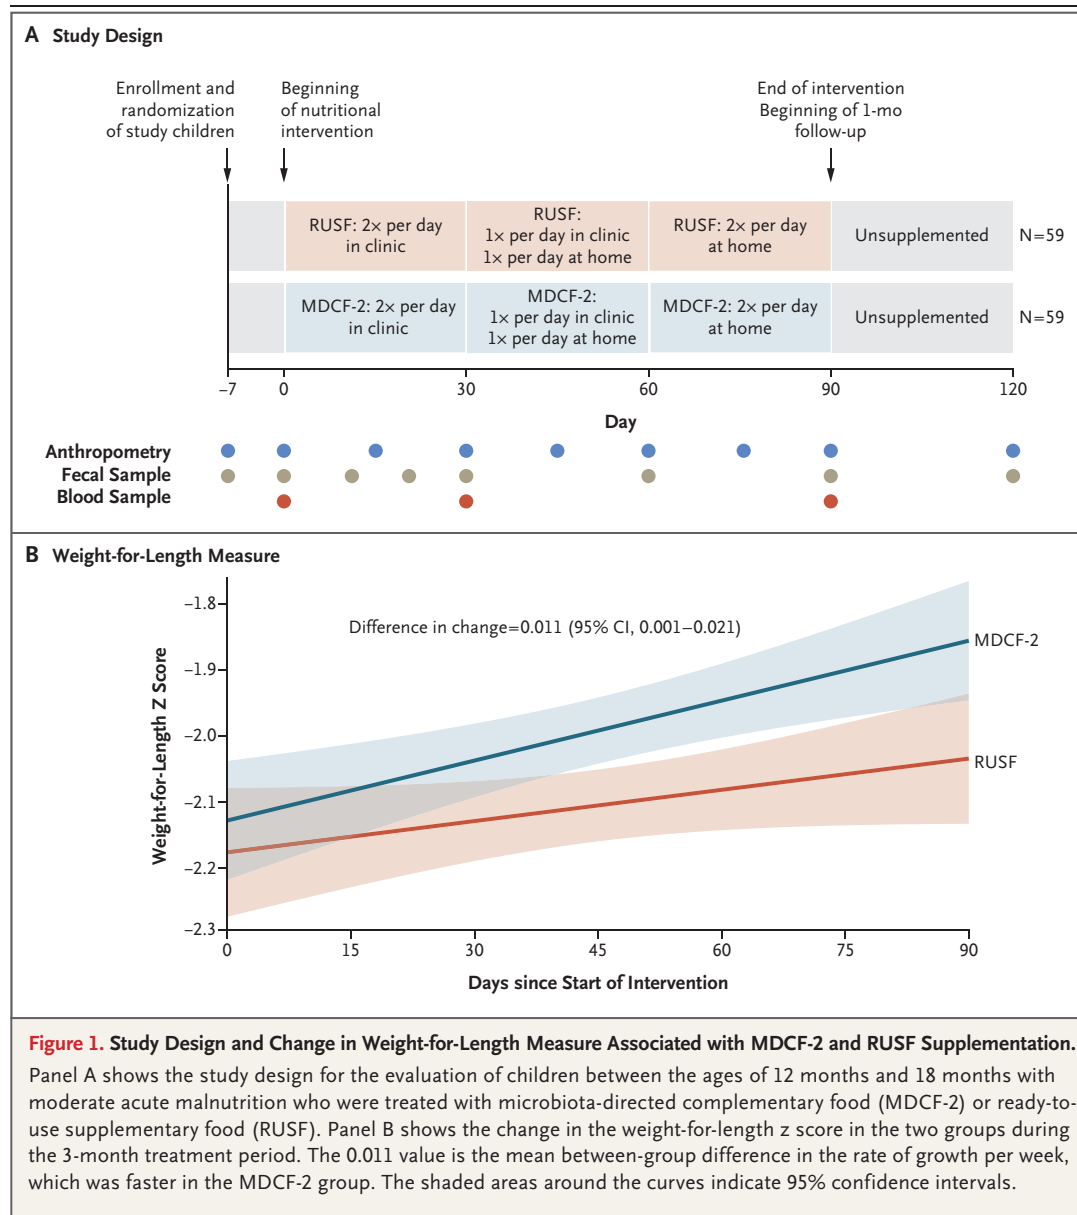 A Study Design
Enrollment and
randomization
of study children
Beginning
of nutritional
intervention
End of intervention
Beginning of 1-mo
follow-up
RUSF: 2× per day
in clinic
RUSF:
1× per day in clinic
1× per day at home
RUSF: 2× per day
at home
Unsupplemented
N=59
MDCF-2: 2× per day
in clinic
MDCF-2:
1× per day in clinic
1× per day at home
MDCF-2: 2× per day
at home
Unsupplemented
N=59
−7 0 30 60 90 120
Day
Anthropometry
Fecal Sample
Blood Sample
B Weight-for-Length Measure
Weight-for-Length Z Score
−1.8
−1.9
−2.0
−2.1
−2.2
−2.3
Difference in change=0.011 (95% CI, 0.001–0.021)
MDCF-2
RUSF
0 15 30 45 60 75 90
Days since Start of Intervention
Figure 1. Study Design and Change in Weight-for-Length Measure Associated with MDCF-2 and RUSF Supplementation.
Panel A shows the study design for the evaluation of children between the ages of 12 months and 18 months with
moderate acute malnutrition who were treated with microbiota-directed complementary food (MDCF-2) or ready-to-
use supplementary food (RUSF). Panel B shows the change in the weight-for-length z score in the two groups during
the 3-month treatment period. The 0.011 value is the mean between-group difference in the rate of growth per week,
which was faster in the MDCF-2 group. The shaded areas around the curves indicate 95% confidence intervals.